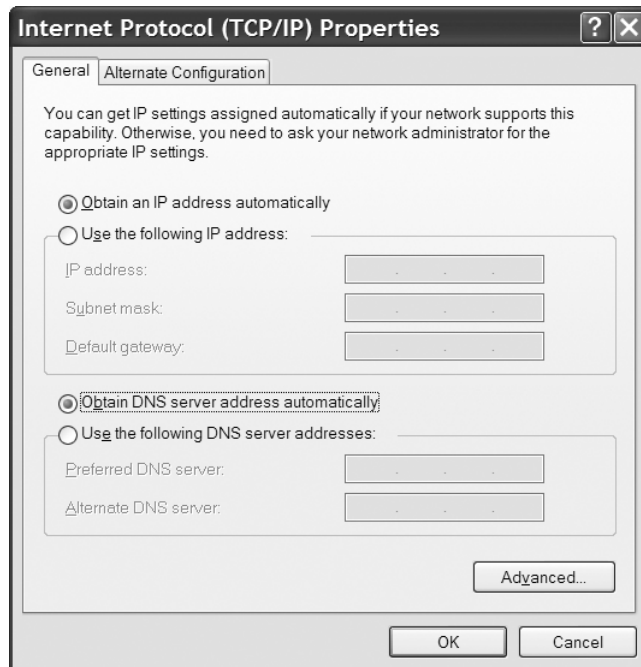 Internet Protocol (TCP/IP) Properties
? X
General Alternate Configuration
You can get IP settings assigned automatically if your network supports this
capability. Otherwise, you need to ask your network administrator for the
appropriate IP settings.
Obtain an IP address automatically
Use the following IP address:
IP address:
Subnet mask:
Default gateway:
Obtain DNS server address automatically
Use the following DNS server addresses:
Preferred DNS server:
Alternate DNS server:
Advanced...
OK Cancel